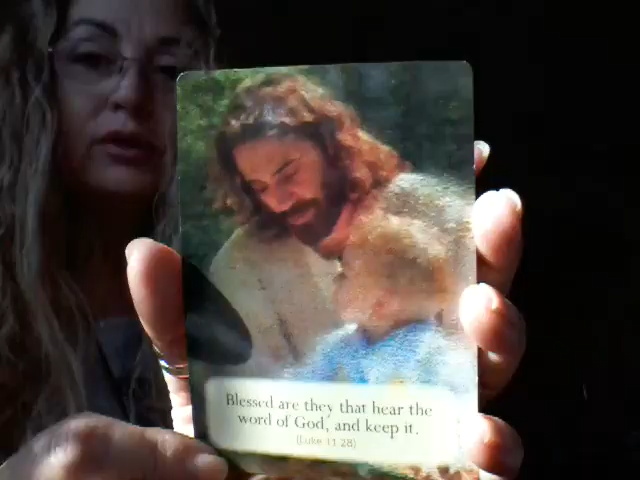 Blessed are they that hear the
word of God, and keep it.
(Luke 11:28)